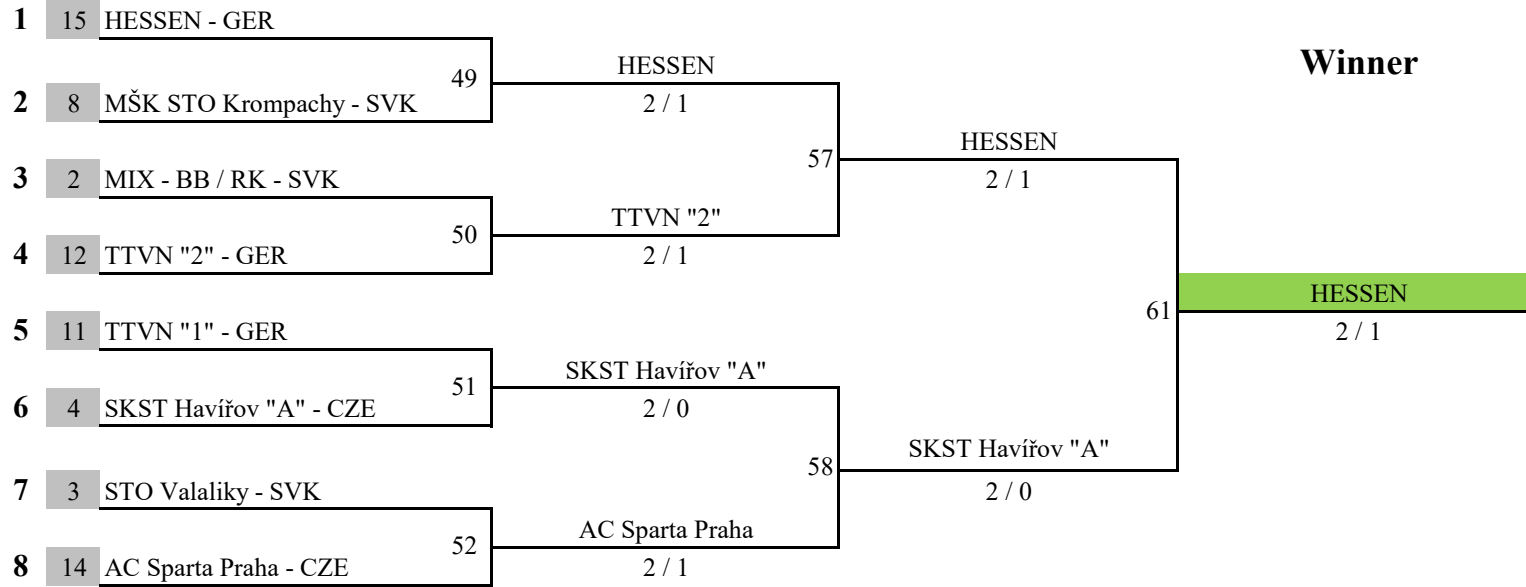 1 15 HESSEN - GER
49
HESSEN
2 / 1
Winner
2 8 MŠK STO Krompachy - SVK
57
HESSEN
2 / 1
3 2 MIX - BB / RK - SVK
50
TTVN "2"
2 / 1
4 12 TTVN "2" - GER
61
HESSEN
2 / 1
5 11 TTVN "1" - GER
51
SKST Havířov "A"
2 / 0
6 4 SKST Havířov "A" - CZE
58
SKST Havířov "A"
2 / 0
7 3 STO Valaliky - SVK
52
AC Sparta Praha
2 / 1
8 14 AC Sparta Praha - CZE